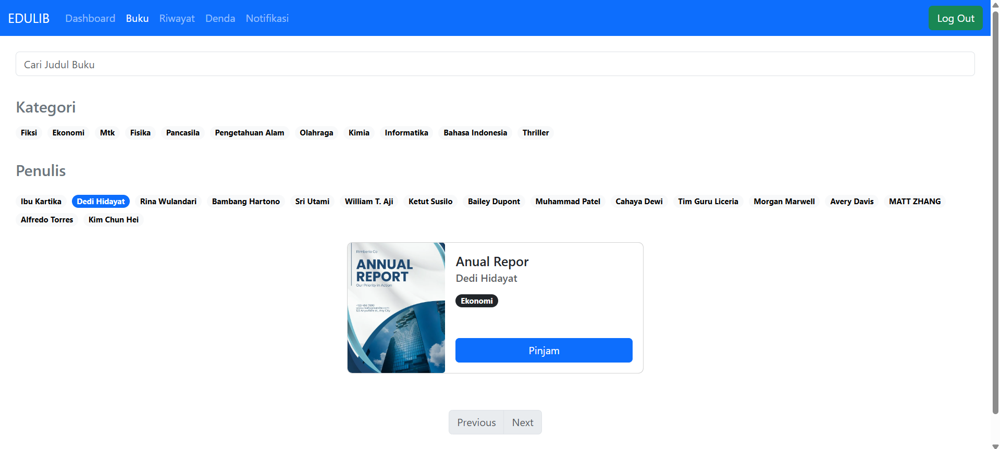 EDULIB Dashboard Buku Riwayat Denda Notifikasi Log Out
Cari Judul Buku
Kategori
Fiksi Ekonomi Mtk Fisika Pancasila Pengetahuan Alam Olahraga Kimia Informatika Bahasa Indonesia Thriller
Penulis
Ibu Kartika Dedi Hidayat Rina Wulandari Bambang Hartono Sri Utami William T. Aji Ketut Susilo Bailey Dupont Muhammad Patel Cahaya Dewi Tim Guru Liceria Morgan Marwell Avery Davis MATT ZHANG
Alfredo Torres Kim Chun Hei
Rimberio Co
ANNUAL
REPORT
Our Priority in Action
+123 456 7890
www.reallygreatsite.com
123 Anywhere st., Any City
Anual Repor
Dedi Hidayat
Ekonomi
Pinjam
Previous Next